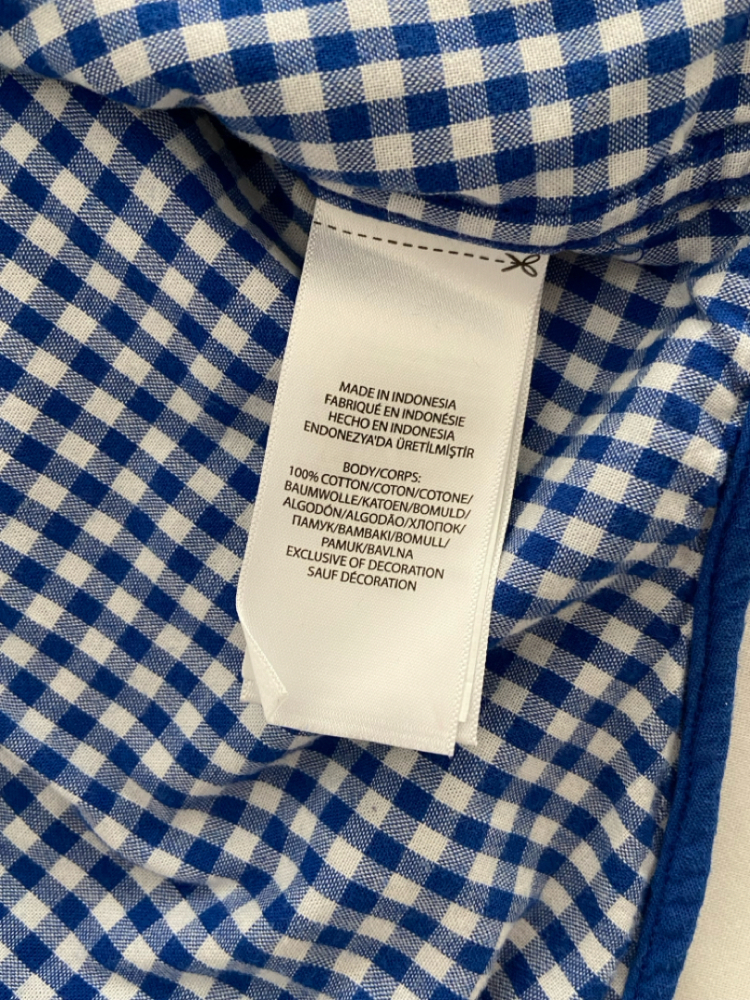 MADE IN INDONESIA
FABRIQUÉ EN INDONÉSIE
HECHO EN INDONESIA
ENDONEZYA'DA ÜRETİLMİŞTİR
BODY/CORPS:
100% COTTON/COTON/COTONE/
BAUMWOLLE/KATOEN/BOMULD/
ALGODÓN/ALGODÃO/ХЛОПОК/
ПАМУК/BAMBAKI/BOMULL/
PAMUK/BAVLNA
EXCLUSIVE OF DECORATION
SAUF DÉCORATION